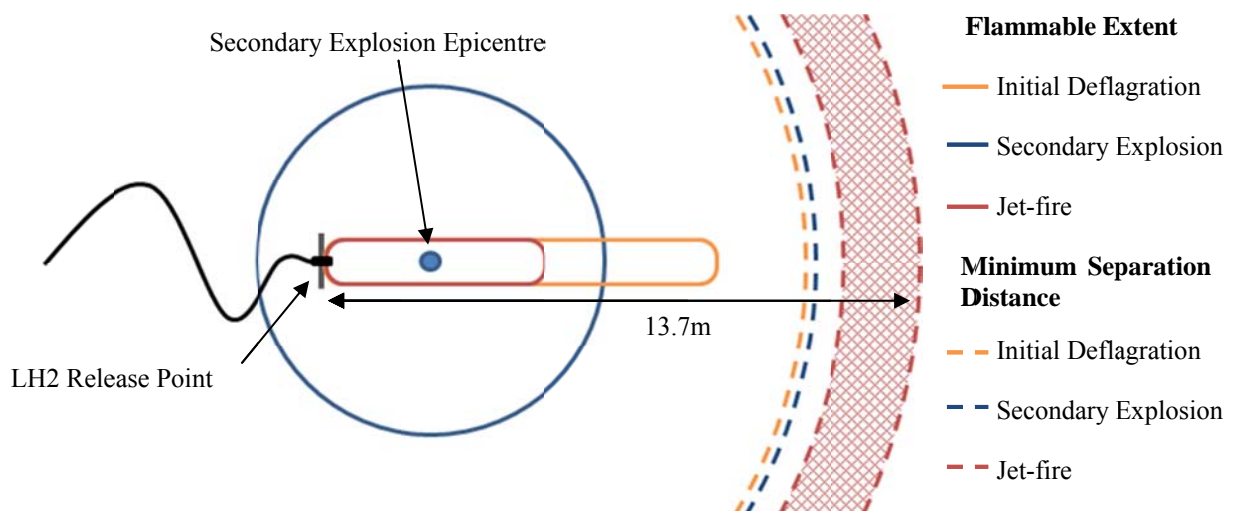 Secondary Explosion Epicentre
LH2 Release Point
13.7m
Flammable Extent
Initial Deflagration
Secondary Explosion
Jet-fire
Minimum Separation
Distance
Initial Deflagration
Secondary Explosion
Jet-fire